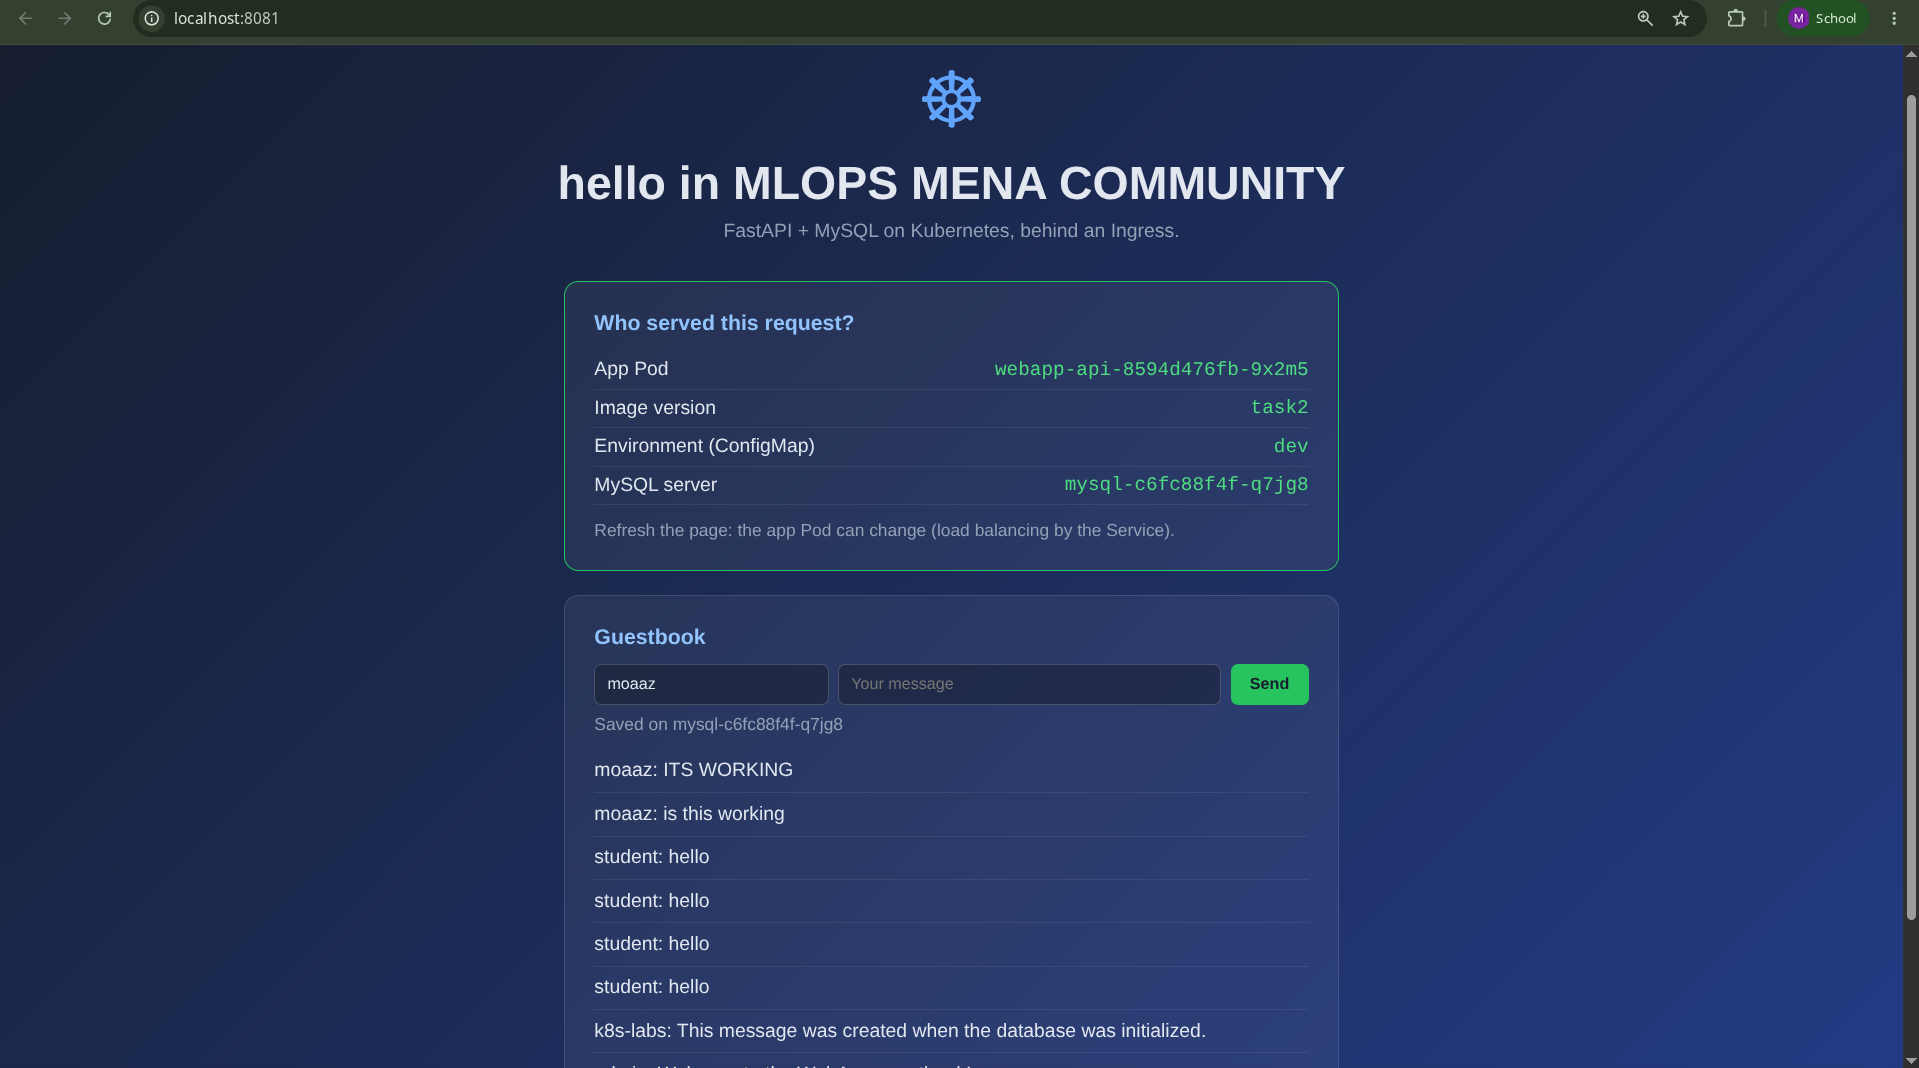 localhost:8081
M School
hello in MLOPS MENA COMMUNITY
FastAPI + MySQL on Kubernetes, behind an Ingress.
Who served this request?
App Pod webapp-api-8594d476fb-9x2m5
Image version task2
Environment (ConfigMap) dev
MySQL server mysql-c6fc88f4f-q7jg8
Refresh the page: the app Pod can change (load balancing by the Service).
Guestbook
moaaz Your message Send
Saved on mysql-c6fc88f4f-q7jg8
moaaz: ITS WORKING
moaaz: is this working
student: hello
student: hello
student: hello
student: hello
k8s-labs: This message was created when the database was initialized.